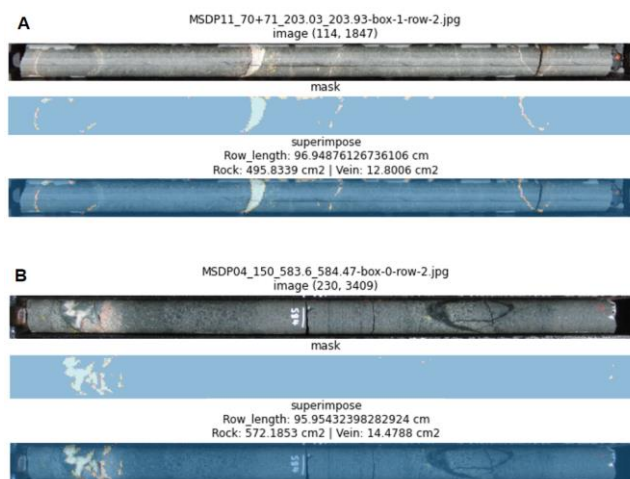 A
MSDP11_70+71_203.03_203.93-box-1-row-2.jpg
image (114, 1847)
mask
superimpose
Row_length: 96.94876126736106 cm
Rock: 495.8339 cm2 | Vein: 12.8006 cm2
B
MSDP04_150_583.6_584.47-box-0-row-2.jpg
image (230, 3409)
mask
superimpose
Row_length: 95.95432398282924 cm
Rock: 572.1853 cm2 | Vein: 14.4788 cm2